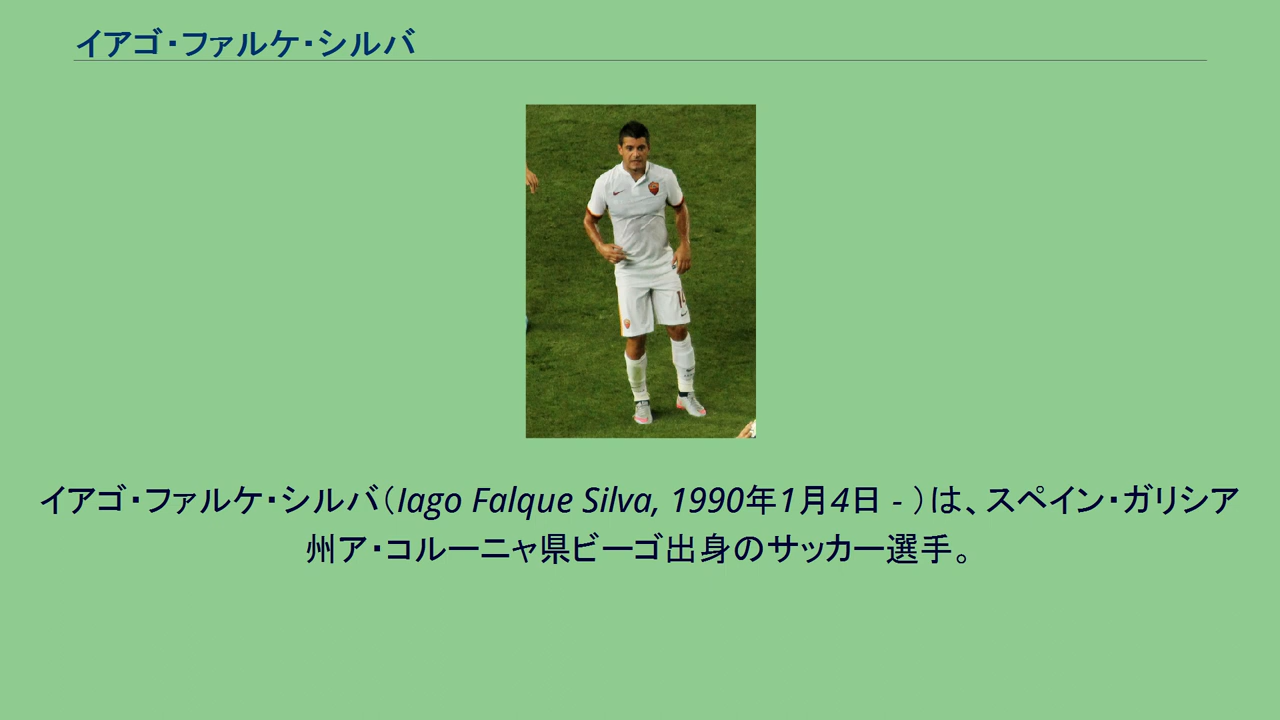 イアゴ・ファルケ・シルバ
イアゴ・ファルケ・シルバ（Iago Falque Silva, 1990年1月4日 - ）は、スペイン・ガリシア
州ア・コルーニャ県ビーゴ出身のサッカー選手。